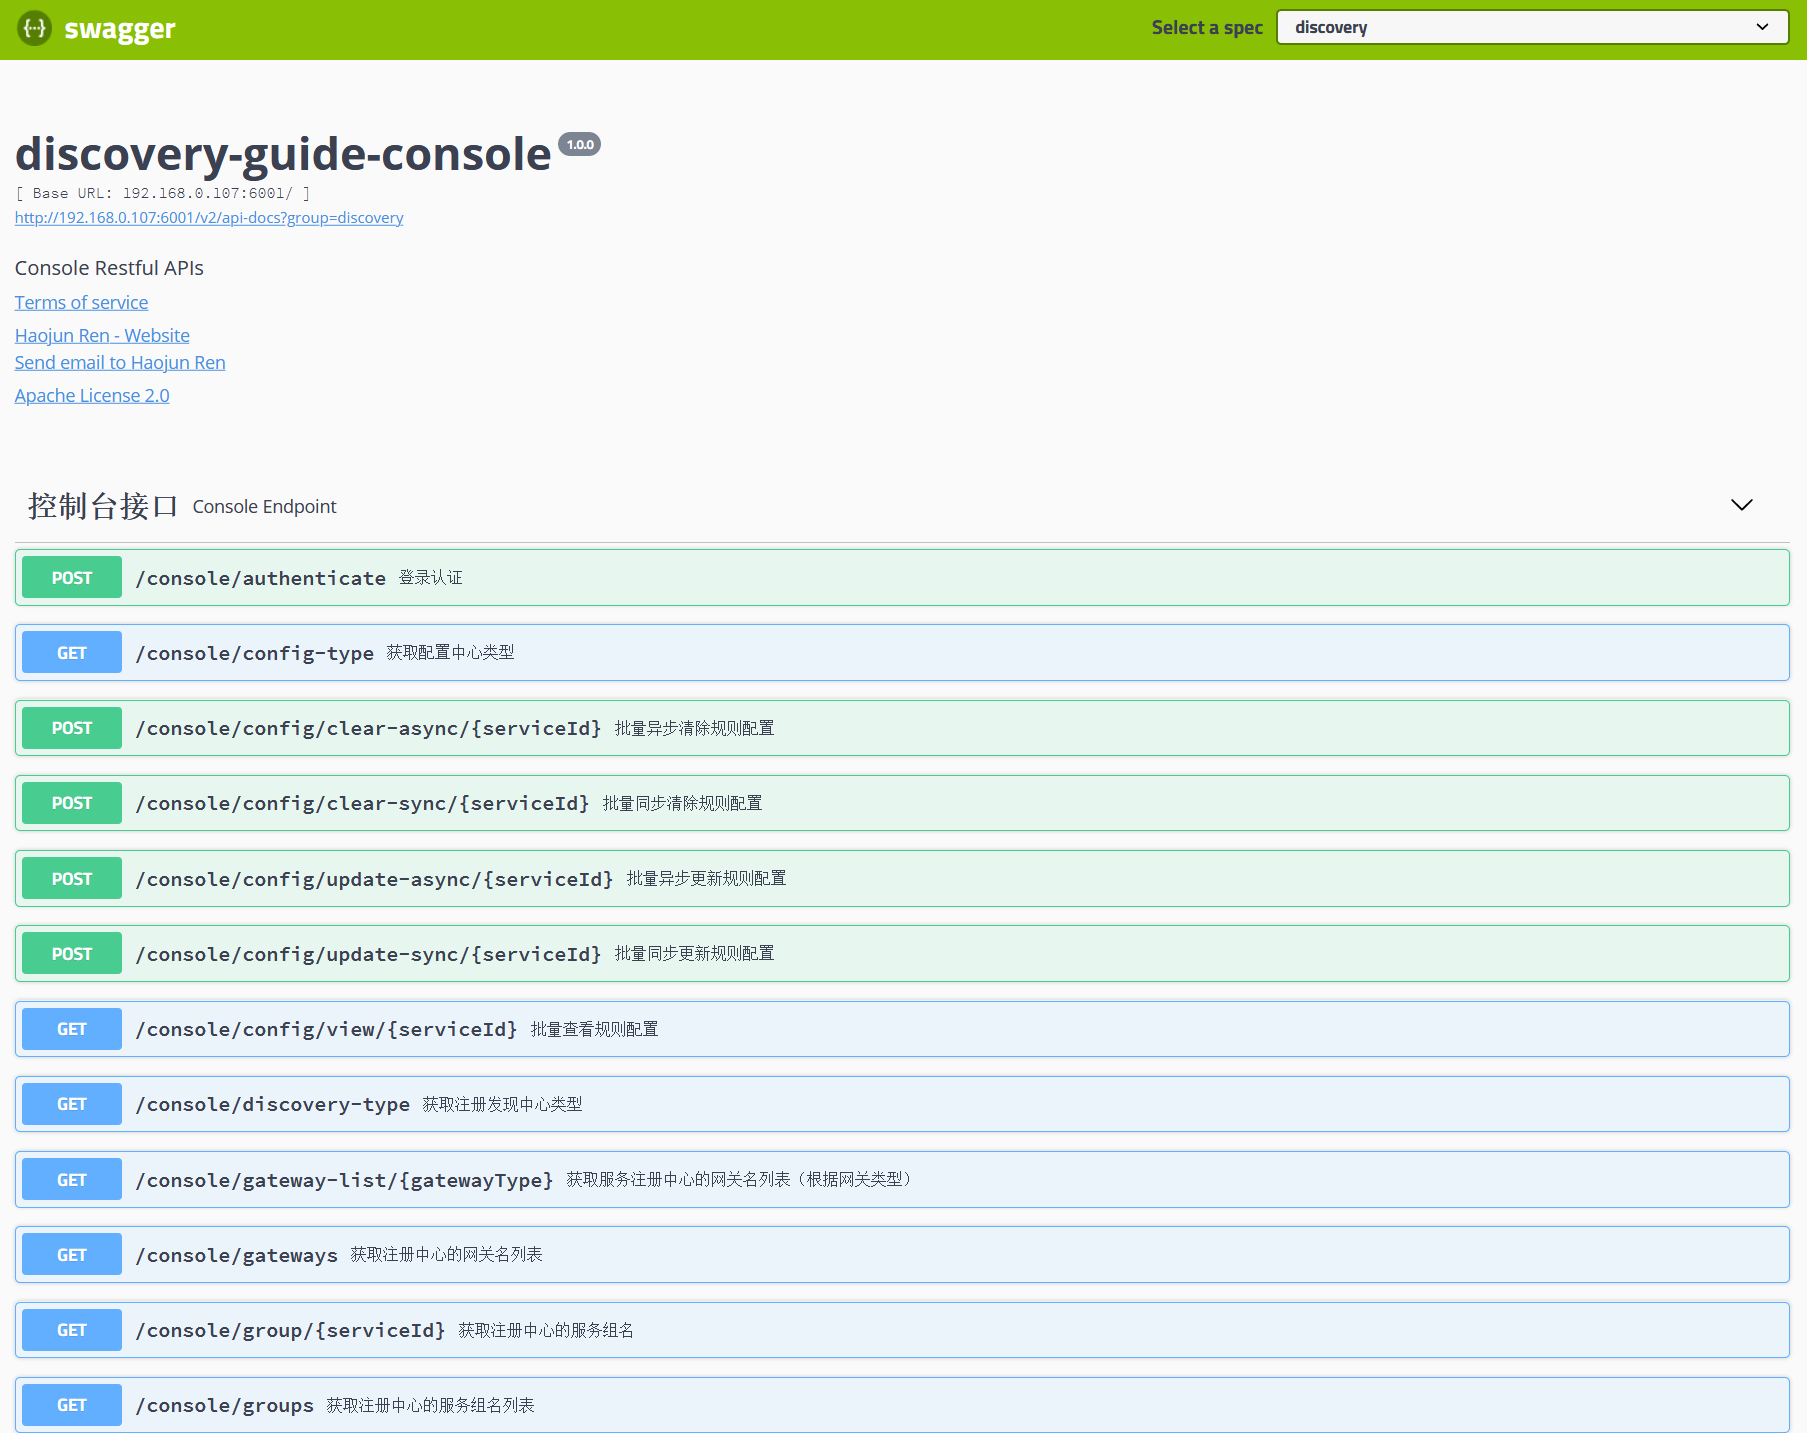 {···} swagger
Select a spec discovery
discovery-guide-console 1.0.0
[ Base URL: 192.168.0.107:6001/ ]
http://192.168.0.107:6001/v2/api-docs?group=discovery
Console Restful APIs
Terms of service
Haojun Ren - Website
Send email to Haojun Ren
Apache License 2.0
控制台接口 Console Endpoint
POST /console/authenticate 登录认证
GET /console/config-type 获取配置中心类型
POST /console/config/clear-async/{serviceId} 批量异步清除规则配置
POST /console/config/clear-sync/{serviceId} 批量同步清除规则配置
POST /console/config/update-async/{serviceId} 批量异步更新规则配置
POST /console/config/update-sync/{serviceId} 批量同步更新规则配置
GET /console/config/view/{serviceId} 批量查看规则配置
GET /console/discovery-type 获取注册发现中心类型
GET /console/gateway-list/{gatewayType} 获取服务注册中心的网关名列表（根据网关类型）
GET /console/gateways 获取注册中心的网关名列表
GET /console/group/{serviceId} 获取注册中心的服务组名
GET /console/groups 获取注册中心的服务组名列表